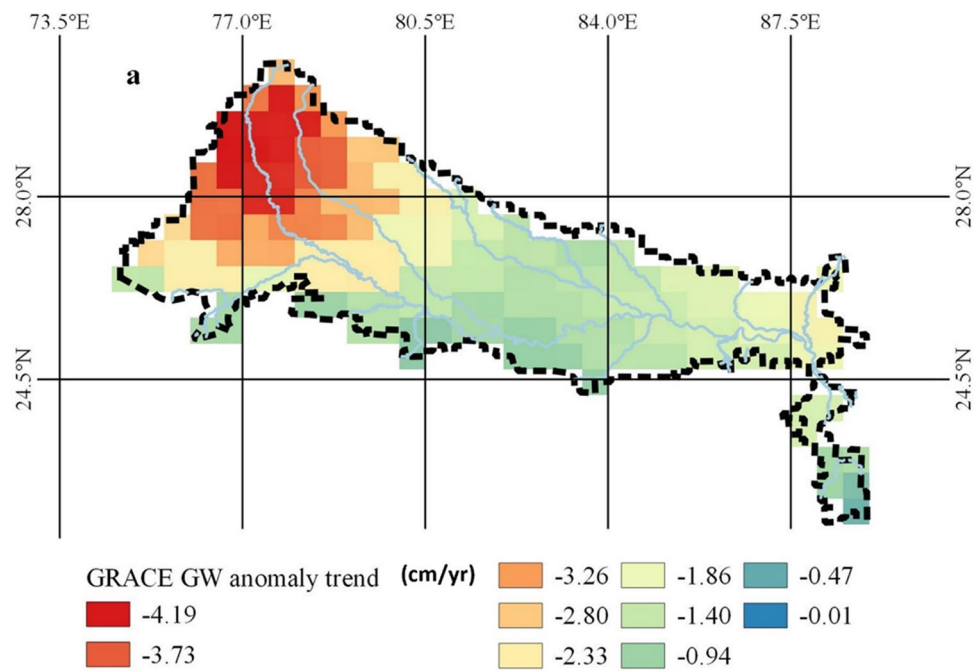 73.5°E 77.0°E 80.5°E 84.0°E 87.5°E
a
28.0°N 28.0°N
24.5°N 24.5°N
GRACE GW anomaly trend (cm/yr)
-4.19
-3.73
-3.26
-2.80
-2.33
-1.86
-1.40
-0.94
-0.47
-0.01